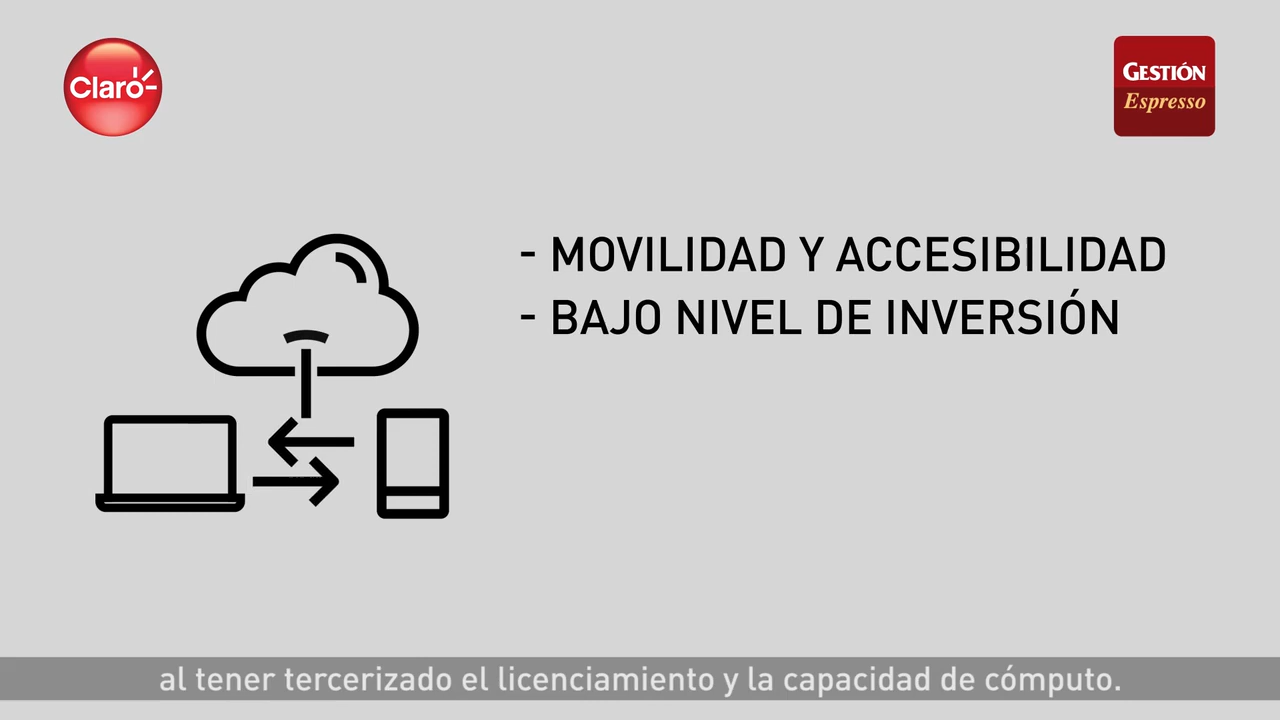 Claro
GESTIÓN
Espresso
- MOVILIDAD Y ACCESIBILIDAD
- BAJO NIVEL DE INVERSIÓN
al tener tercerizado el licenciamiento y la capacidad de cómputo.